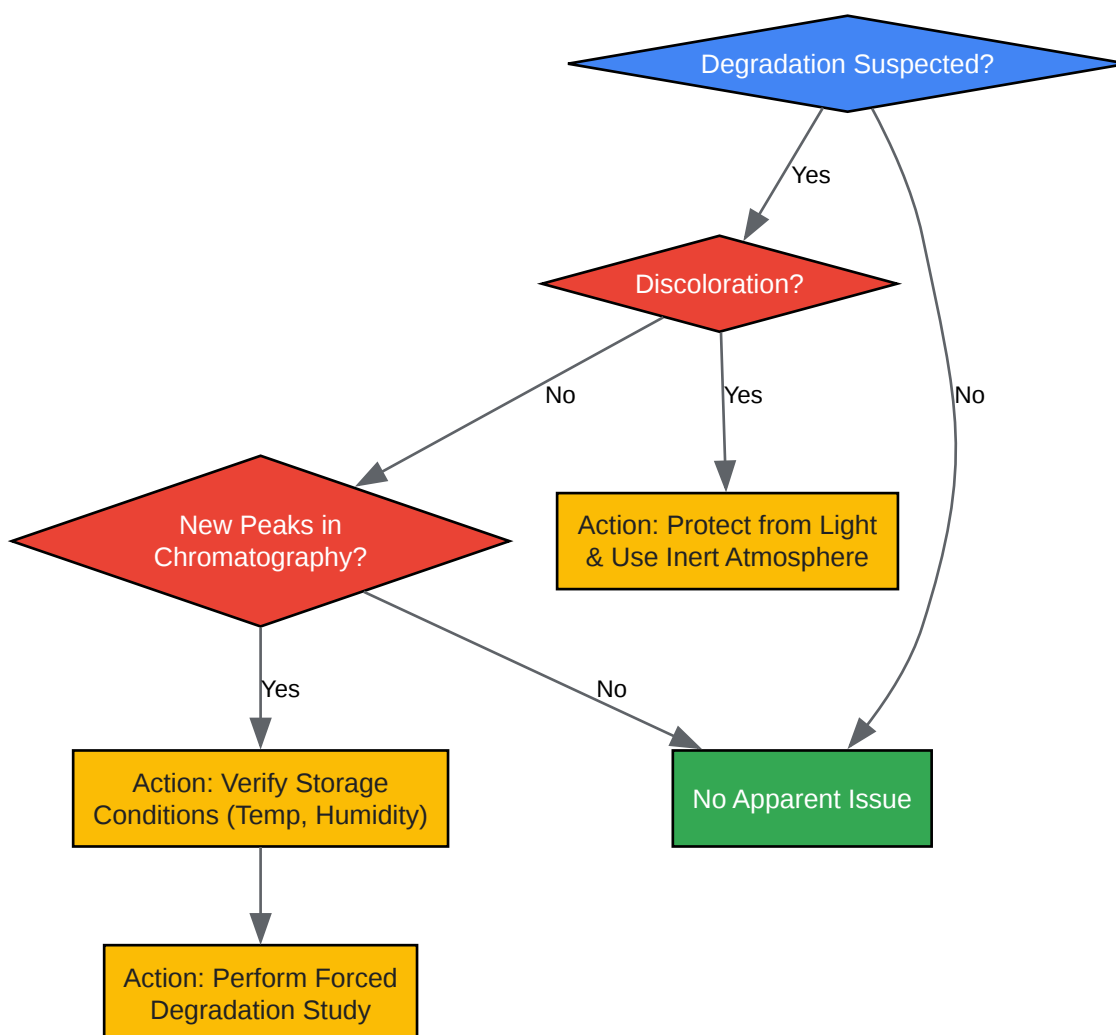 Degradation Suspected?
Yes
Discoloration?
No
Yes
No
New Peaks in
Chromatography?
Action: Protect from Light
& Use Inert Atmosphere
Yes
No
Action: Verify Storage
Conditions (Temp, Humidity)
No Apparent Issue
Action: Perform Forced
Degradation Study